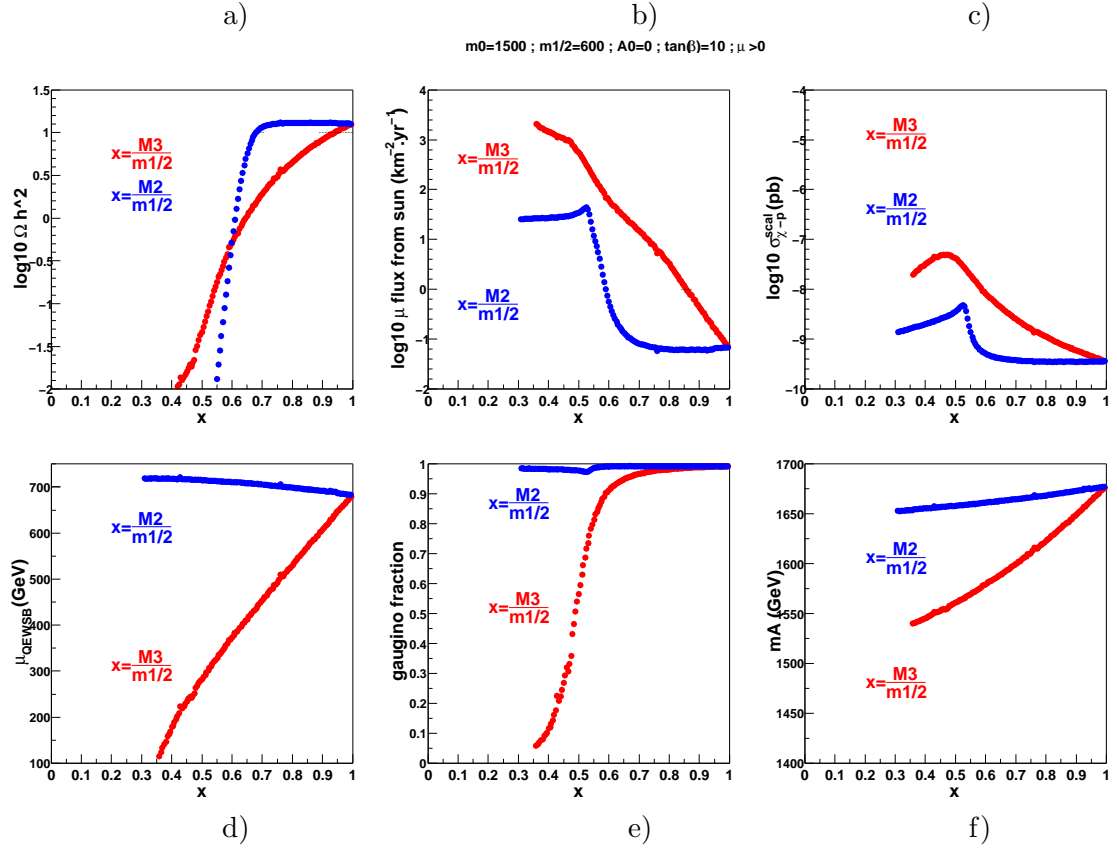 a) b) c)
m0=1500 ; m1/2=600 ; A0=0 ; tan(β)=10 ; μ >0
log10 Ω h^2
1.5
1
0.5
0
−0.5
−1
−1.5
−2
x=M3/m1/2
x=M2/m1/2
0 0.1 0.2 0.3 0.4 0.5 0.6 0.7 0.8 0.9 1
x
log10 μ flux from sun (km−2.yr−1)
4
3
2
1
0
−1
−2
x=M3/m1/2
x=M2/m1/2
0 0.1 0.2 0.3 0.4 0.5 0.6 0.7 0.8 0.9 1
x
log10 σscalχ−p (pb)
−4
−5
−6
−7
−8
−9
−10
x=M3/m1/2
x=M2/m1/2
0 0.1 0.2 0.3 0.4 0.5 0.6 0.7 0.8 0.9 1
x
μQEWSB (GeV)
700
600
500
400
300
200
100
x=M2/m1/2
x=M3/m1/2
0 0.1 0.2 0.3 0.4 0.5 0.6 0.7 0.8 0.9 1
x
gaugino fraction
1
0.9
0.8
0.7
0.6
0.5
0.4
0.3
0.2
0.1
0
x=M2/m1/2
x=M3/m1/2
0 0.1 0.2 0.3 0.4 0.5 0.6 0.7 0.8 0.9 1
x
mA (GeV)
1700
1650
1600
1550
1500
1450
1400
x=M2/m1/2
x=M3/m1/2
0 0.1 0.2 0.3 0.4 0.5 0.6 0.7 0.8 0.9 1
x
d) e) f)